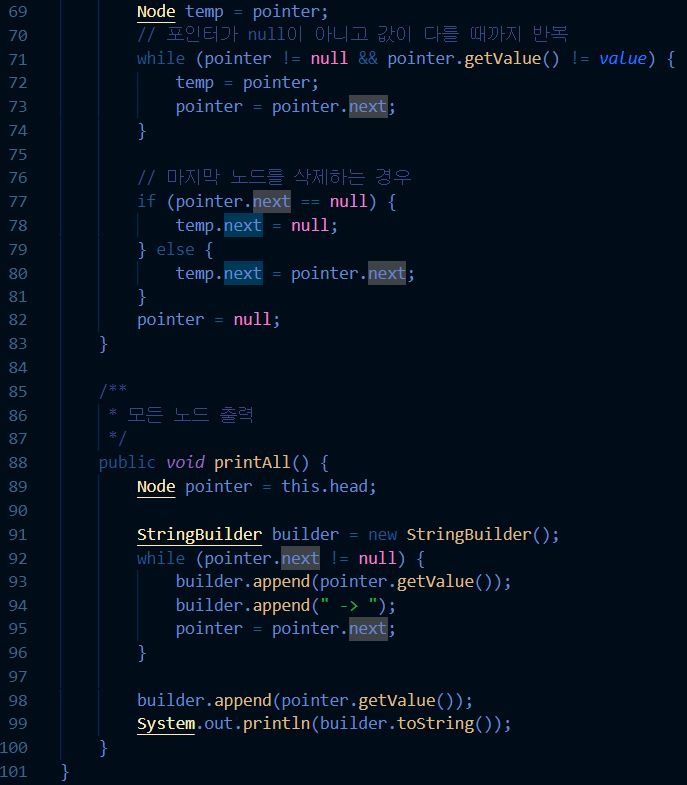 69 Node temp = pointer;
70 // 포인터가 null이 아니고 값이 다를 때까지 반복
71 while (pointer != null && pointer.getValue() != value) {
72 temp = pointer;
73 pointer = pointer.next;
74 }
75
76 // 마지막 노드를 삭제하는 경우
77 if (pointer.next == null) {
78 temp.next = null;
79 } else {
80 temp.next = pointer.next;
81 }
82 pointer = null;
83 }
84
85 /**
86 * 모든 노드 출력
87 */
88 public void printAll() {
89 Node pointer = this.head;
90
91 StringBuilder builder = new StringBuilder();
92 while (pointer.next != null) {
93 builder.append(pointer.getValue());
94 builder.append(" -> ");
95 pointer = pointer.next;
96 }
97
98 builder.append(pointer.getValue());
99 System.out.println(builder.toString());
100 }
101 }